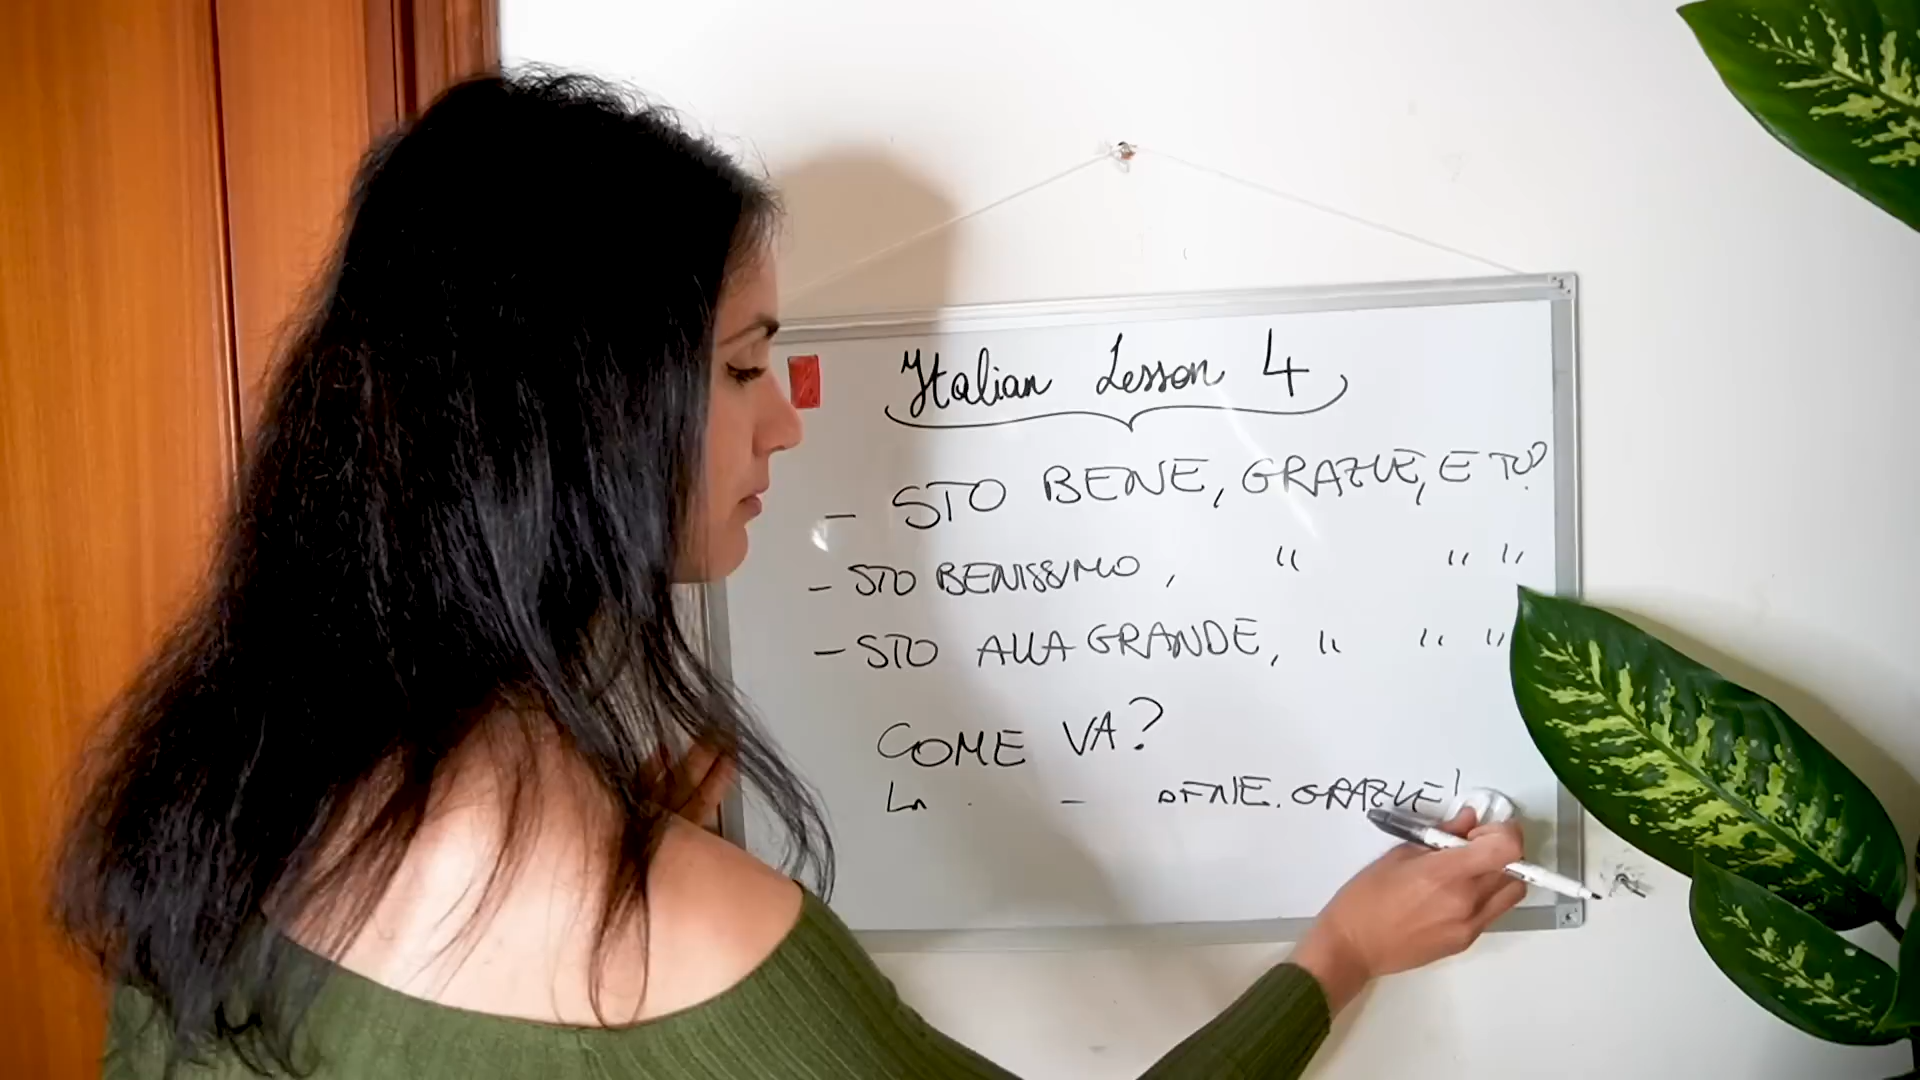 Italian Lesson 4
- STO BENE, GRAZIE, E TU?
- STO BENISSIMO, " " "
- STO ALLA GRANDE, " " "
COME VA?
BENE. GRAZIE!